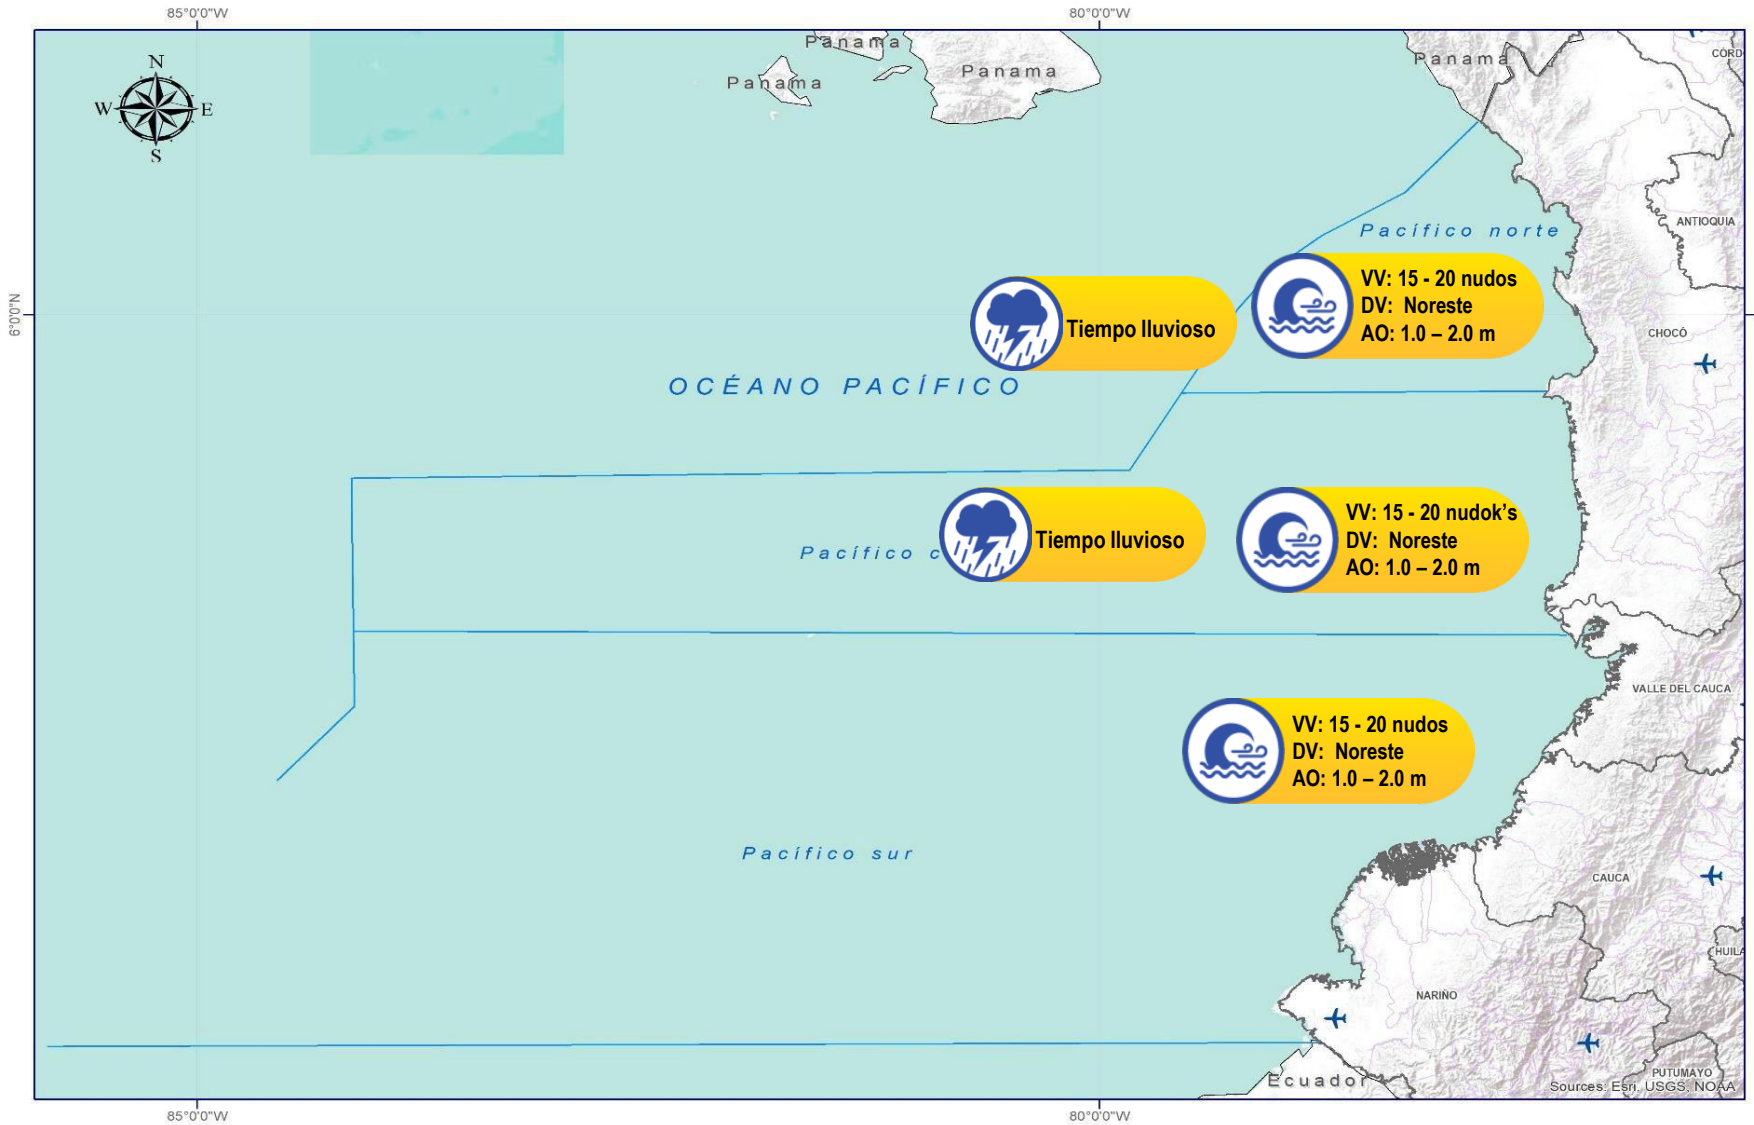 85°0'0"W
80°0'0"W
Panama
Panama
Panama
Panama
CÓRD
N
W
E
S
ANTIOQUIA
Pacífico norte
6°0'0"N
VV: 15 - 20 nudos
DV: Noreste
AO: 1.0 – 2.0 m
Tiempo lluvioso
CHOCÓ
OCÉANO PACÍFICO
VV: 15 - 20 nudok's
DV: Noreste
AO: 1.0 – 2.0 m
Tiempo lluvioso
Pacífico c
VALLE DEL CAUCA
VV: 15 - 20 nudos
DV: Noreste
AO: 1.0 – 2.0 m
Pacífico sur
CAUCA
HUILA
NARIÑO
PUTUMAYO
Ecuador
Sources: Esri, USGS, NOAA
85°0'0"W
80°0'0"W